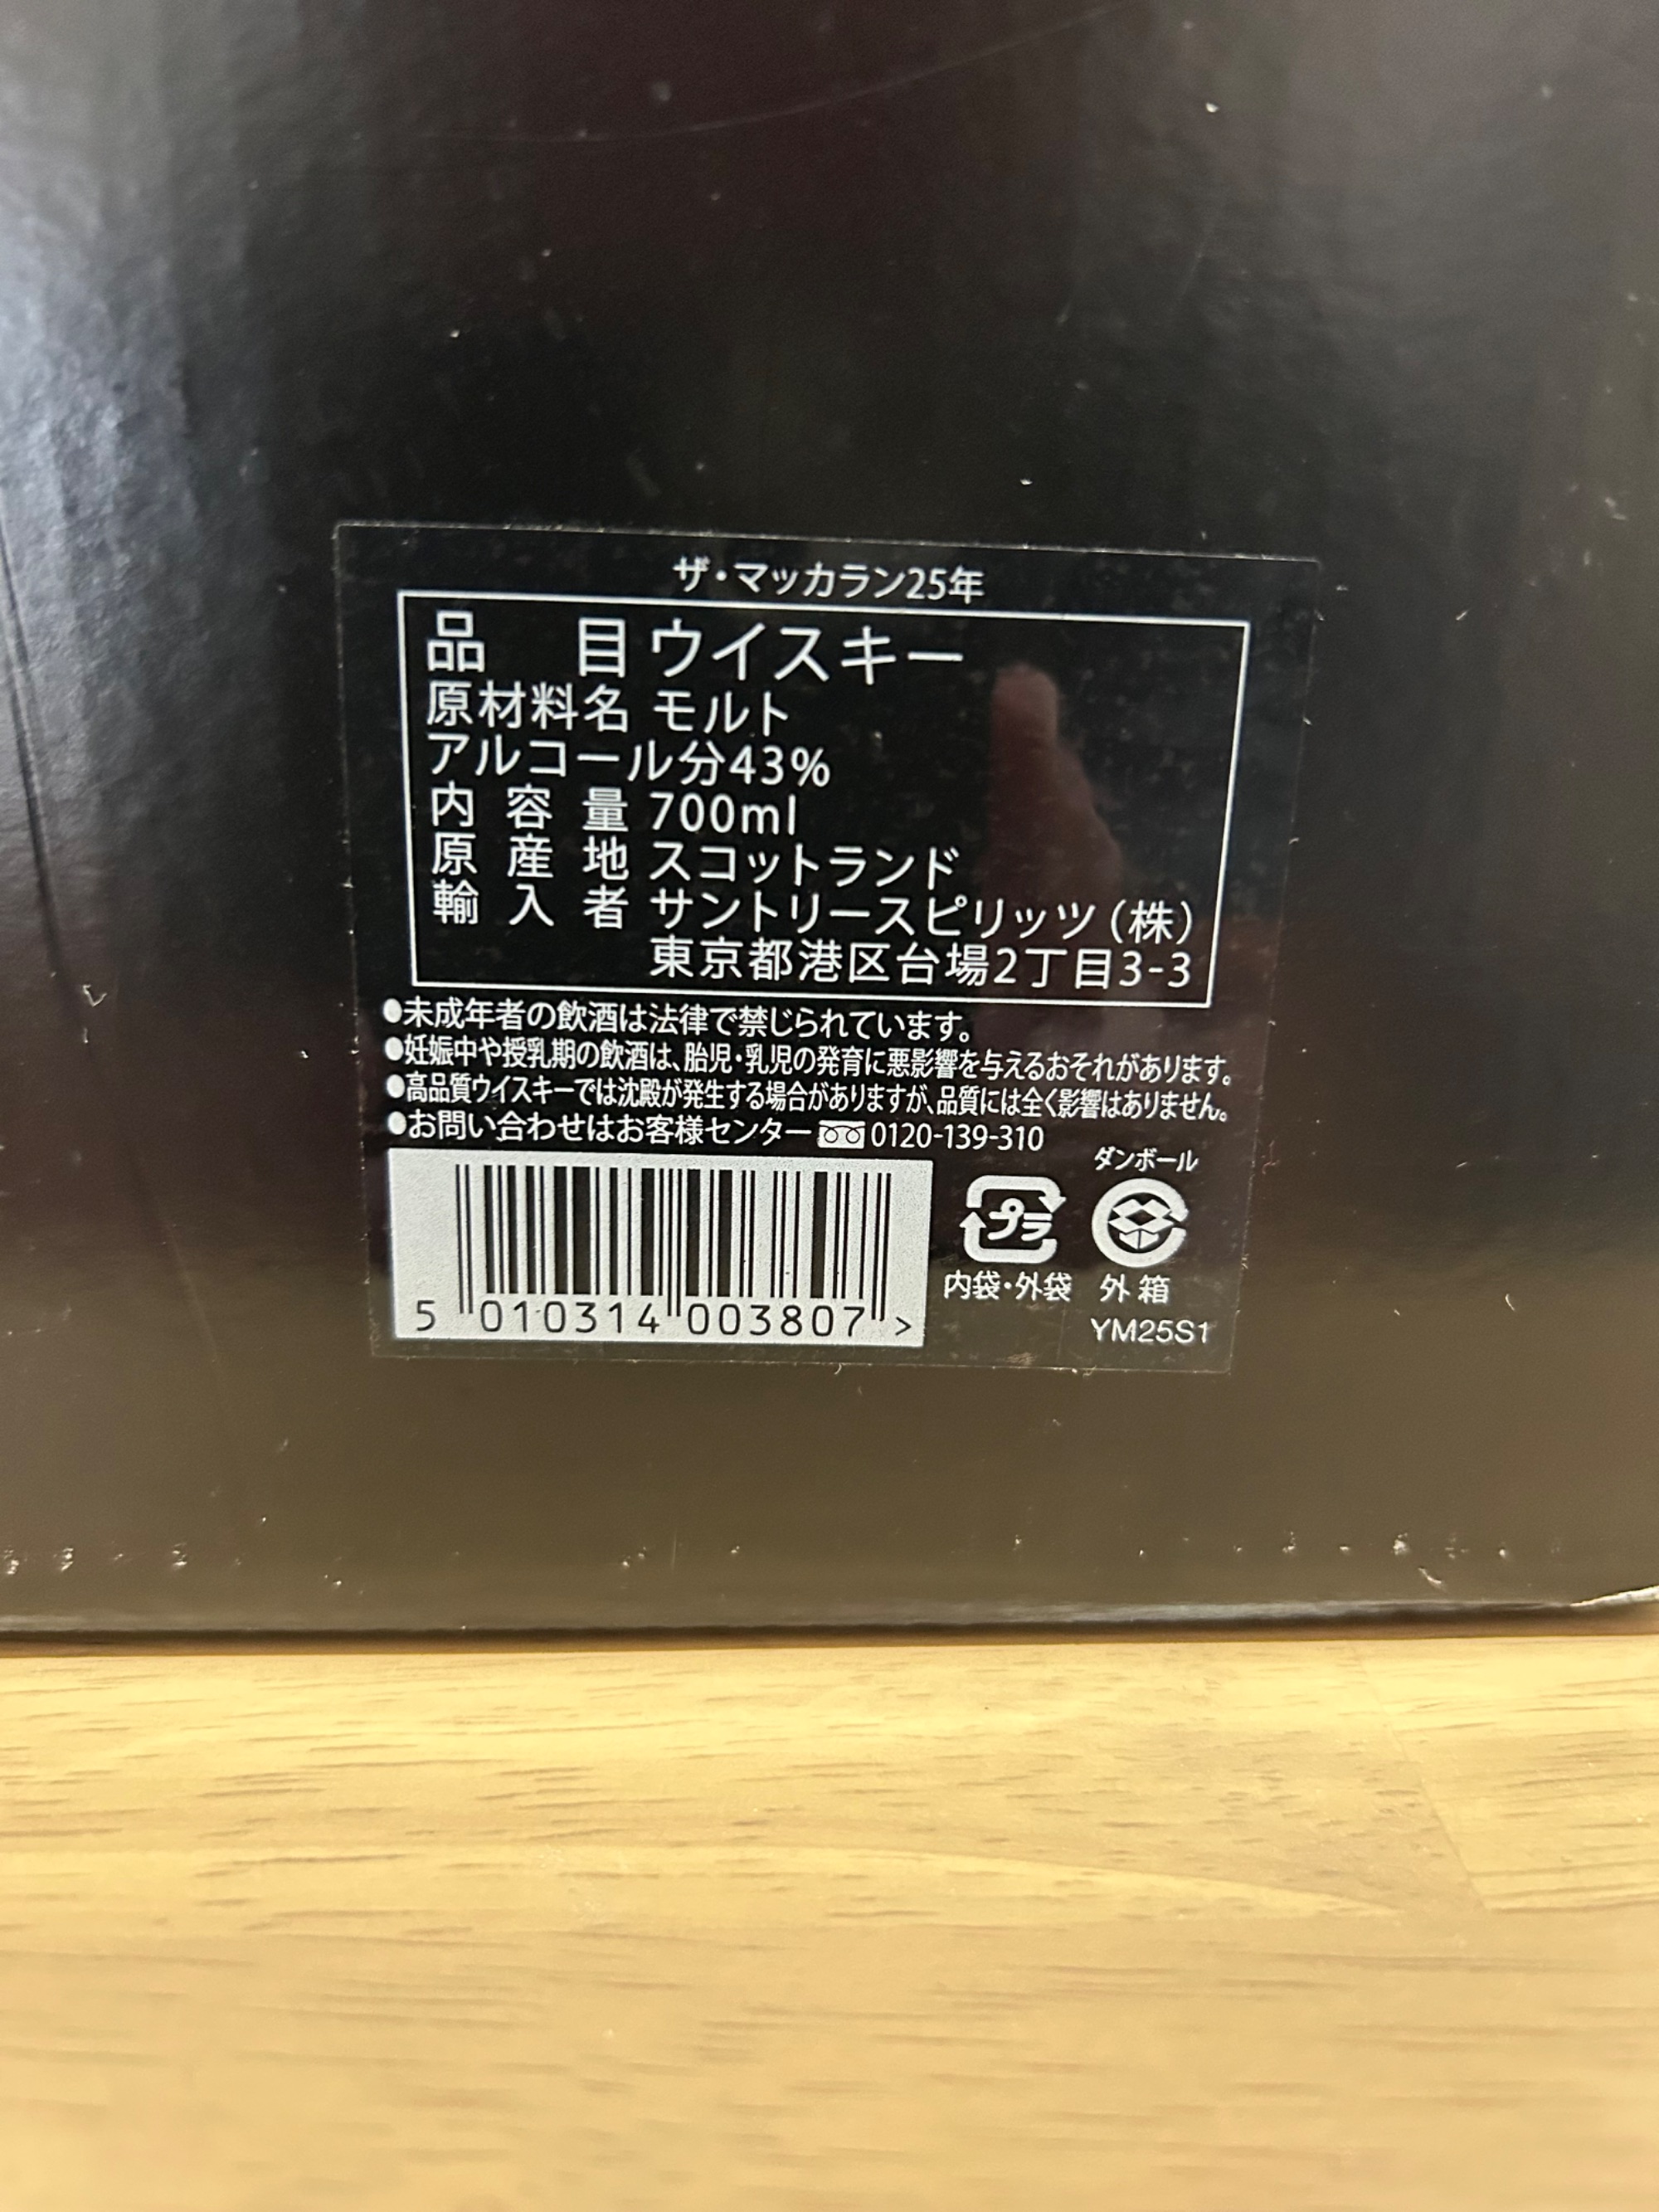 ザ・マッカラン25年
品 目 ウイスキー
原材料名 モルト
アルコール分43%
内容量 700ml
原産地 スコットランド
輸入者 サントリースピリッツ(株)
東京都港区台場2丁目3-3
●未成年者の飲酒は法律で禁じられています。
●妊娠中や授乳期の飲酒は、胎児・乳児の発育に悪影響を与えるおそれがあります。
●高品質ウイスキーでは沈殿が発生する場合がありますが、品質には全く影響はありません。
●お問い合わせはお客様センター 0120-139-310
ダンボール
プラ
内袋・外袋 外箱
5 010314 003807 >
YM25S1